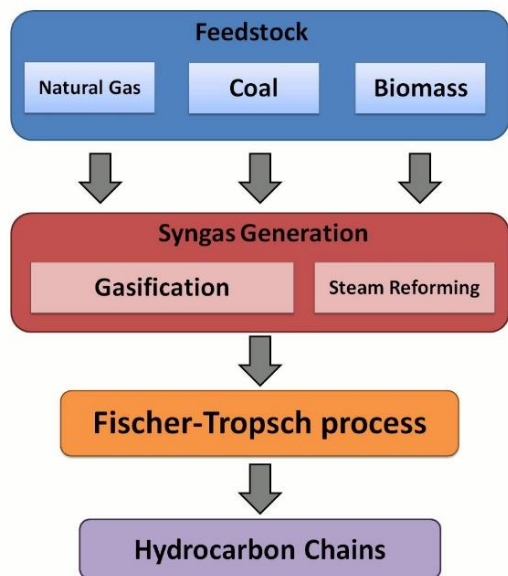 Feedstock
Natural Gas
Coal
Biomass
Syngas Generation
Gasification
Steam Reforming
Fischer-Tropsch process
Hydrocarbon Chains